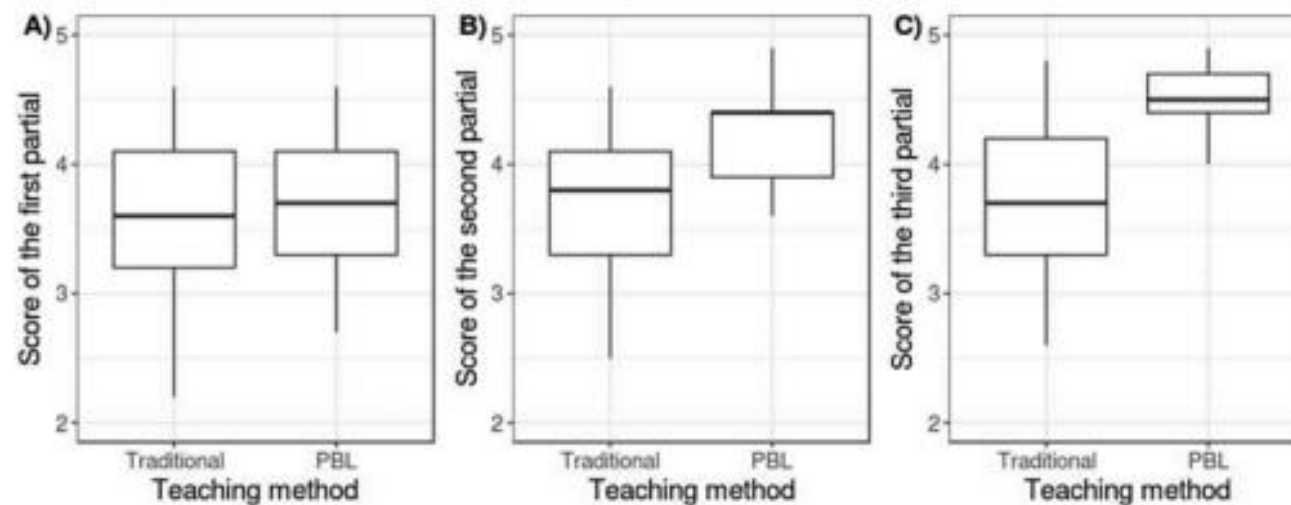 A)
Score of the first partial
5
4
3
2
Traditional PBL
Teaching method
B)
Score of the second partial
5
4
3
2
Traditional PBL
Teaching method
C)
Score of the third partial
5
4
3
2
Traditional PBL
Teaching method